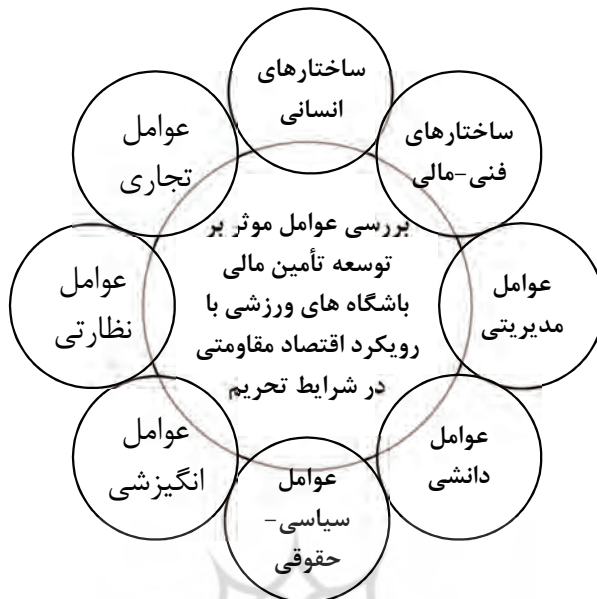 ساختارهای
انسانی
ساختارهای
فنی-مالی
عوامل
مدیریتی
عوامل
دانشی
عوامل
سیاسی-
حقوقی
عوامل
انگیزشی
عوامل
نظارتی
عوامل
تجاری
بررسی عوامل موثر بر
توسعه تأمین مالی
باشگاه های ورزشی با
رویکرد اقتصاد مقاومتی
در شرایط تحریم